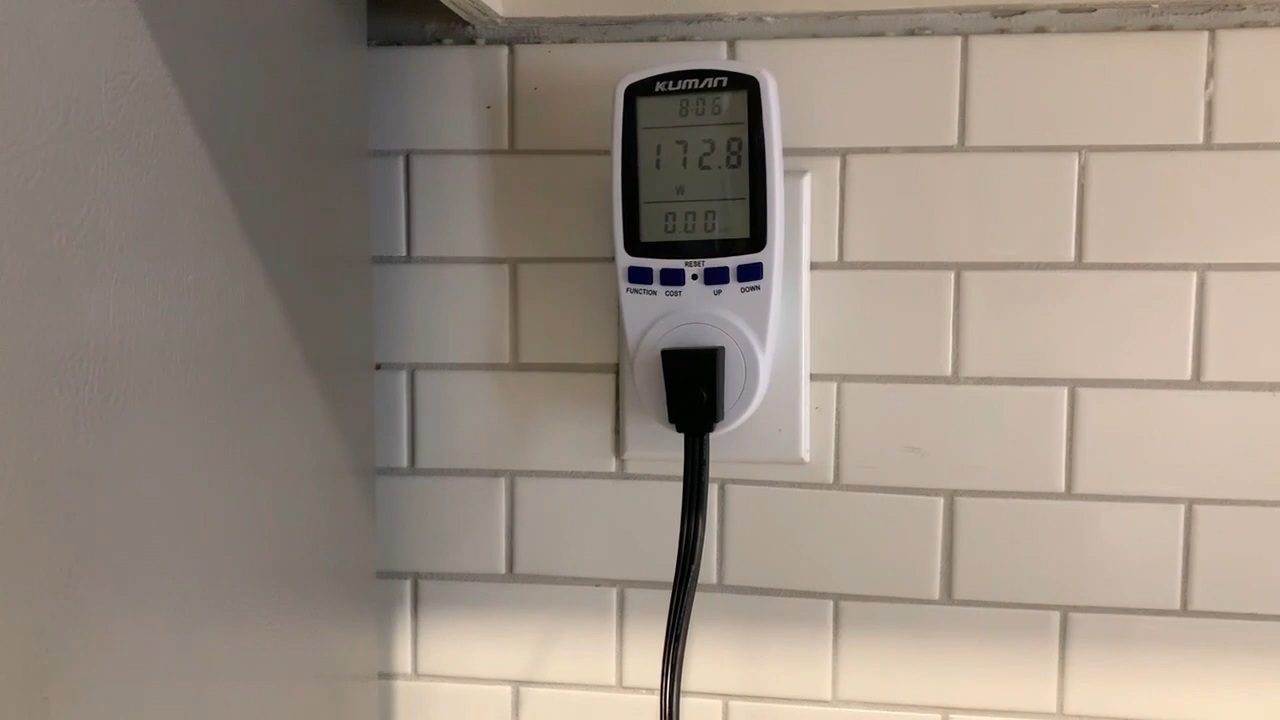 KUMAN
8:06
172.8
W
0.00
RESET
FUNCTION COST UP DOWN